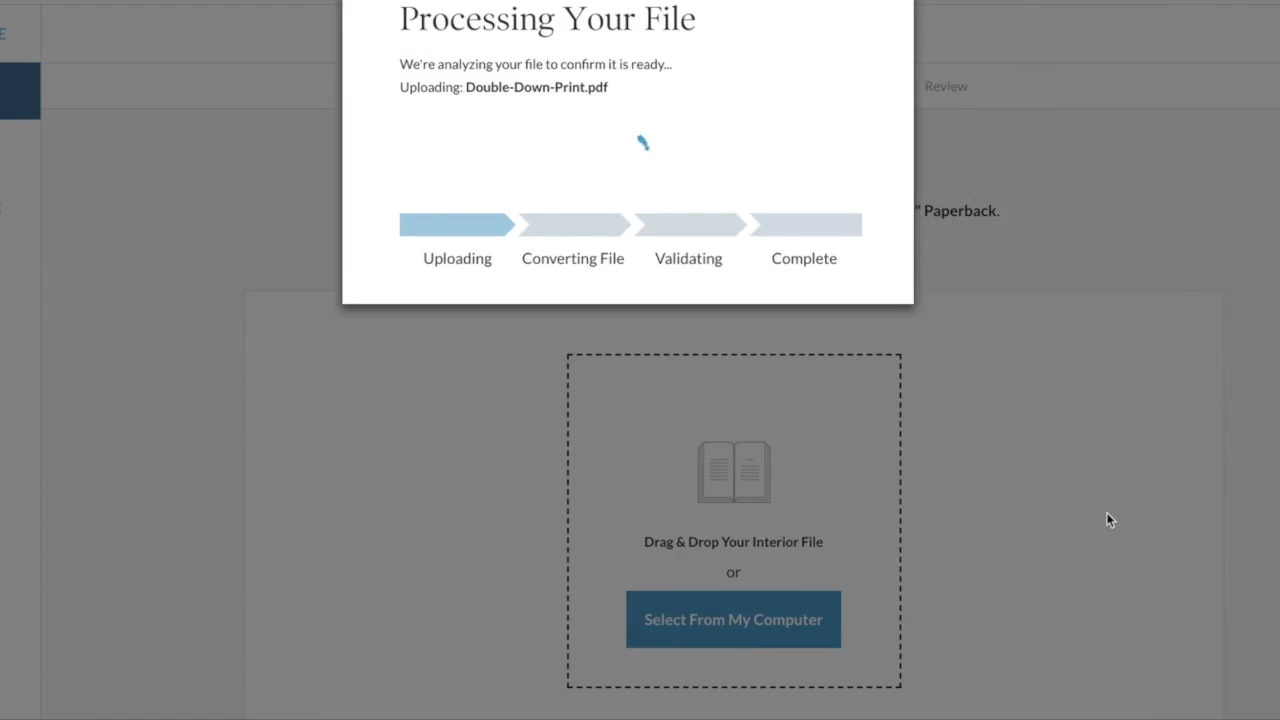 Processing Your File
E
We're analyzing your file to confirm it is ready...
Uploading: Double-Down-Print.pdf
Review
" Paperback.
Uploading Converting File Validating Complete
Drag & Drop Your Interior File
or
Select From My Computer